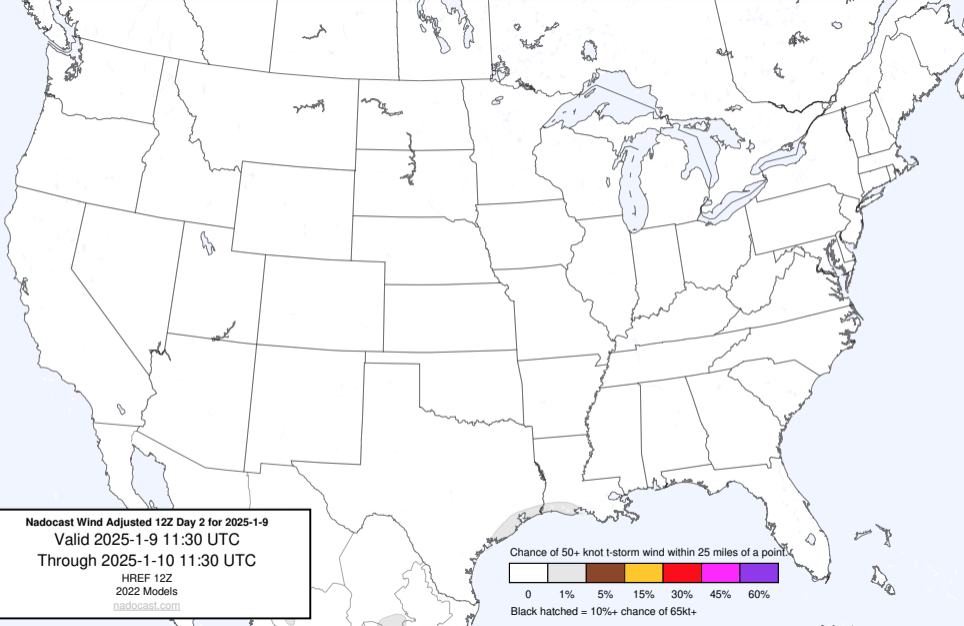 Nadocast Wind Adjusted 12Z Day 2 for 2025-1-9
Valid 2025-1-9 11:30 UTC
Through 2025-1-10 11:30 UTC
HREF 12Z
2022 Models
nadocast.com
Chance of 50+ knot t-storm wind within 25 miles of a point.
0 1% 5% 15% 30% 45% 60%
Black hatched = 10%+ chance of 65kt+